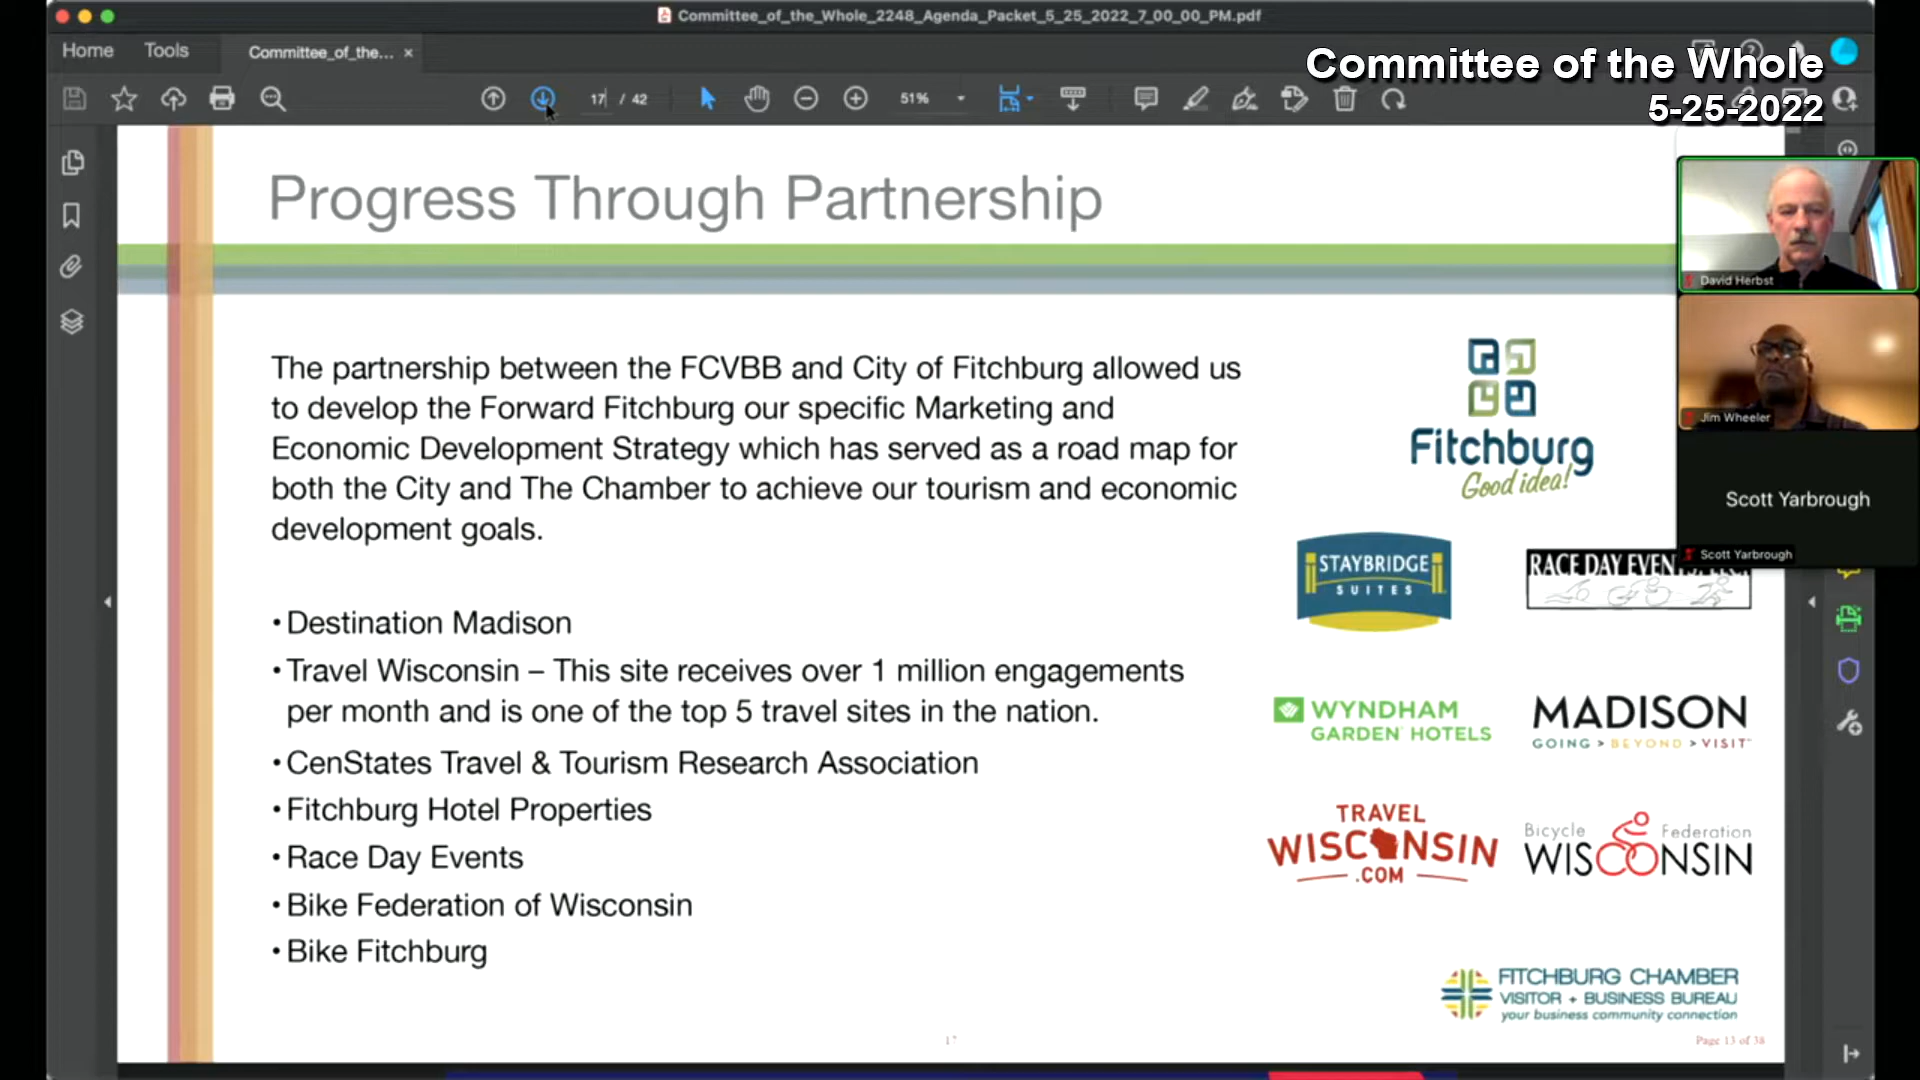 Committee_of_the_Whole_2248_Agenda_Packet_5_25_2022_7_00_00_PM.pdf
Home
Tools
Committee_of_the...
Committee of the Whole
5-25-2022
17 / 42
51%
Progress Through Partnership
The partnership between the FCVBB and City of Fitchburg allowed us
to develop the Forward Fitchburg our specific Marketing and
Economic Development Strategy which has served as a road map for
both the City and The Chamber to achieve our tourism and economic
development goals.
• Destination Madison
• Travel Wisconsin – This site receives over 1 million engagements
per month and is one of the top 5 travel sites in the nation.
• CenStates Travel & Tourism Research Association
• Fitchburg Hotel Properties
• Race Day Events
• Bike Federation of Wisconsin
• Bike Fitchburg
Fitchburg
Good idea!
STAYBRIDGE
SUITES
RACE DAY
WYNDHAM
GARDEN HOTELS
MADISON
GOING > BEYOND > VISIT
TRAVEL
WISCONSIN
.COM
Bicycle Federation
WISCONSIN
FITCHBURG CHAMBER
VISITOR + BUSINESS BUREAU
your business community connection
17
Page 13 of 38
David Herbst
Jim Wheeler
Scott Yarbrough
Scott Yarbrough